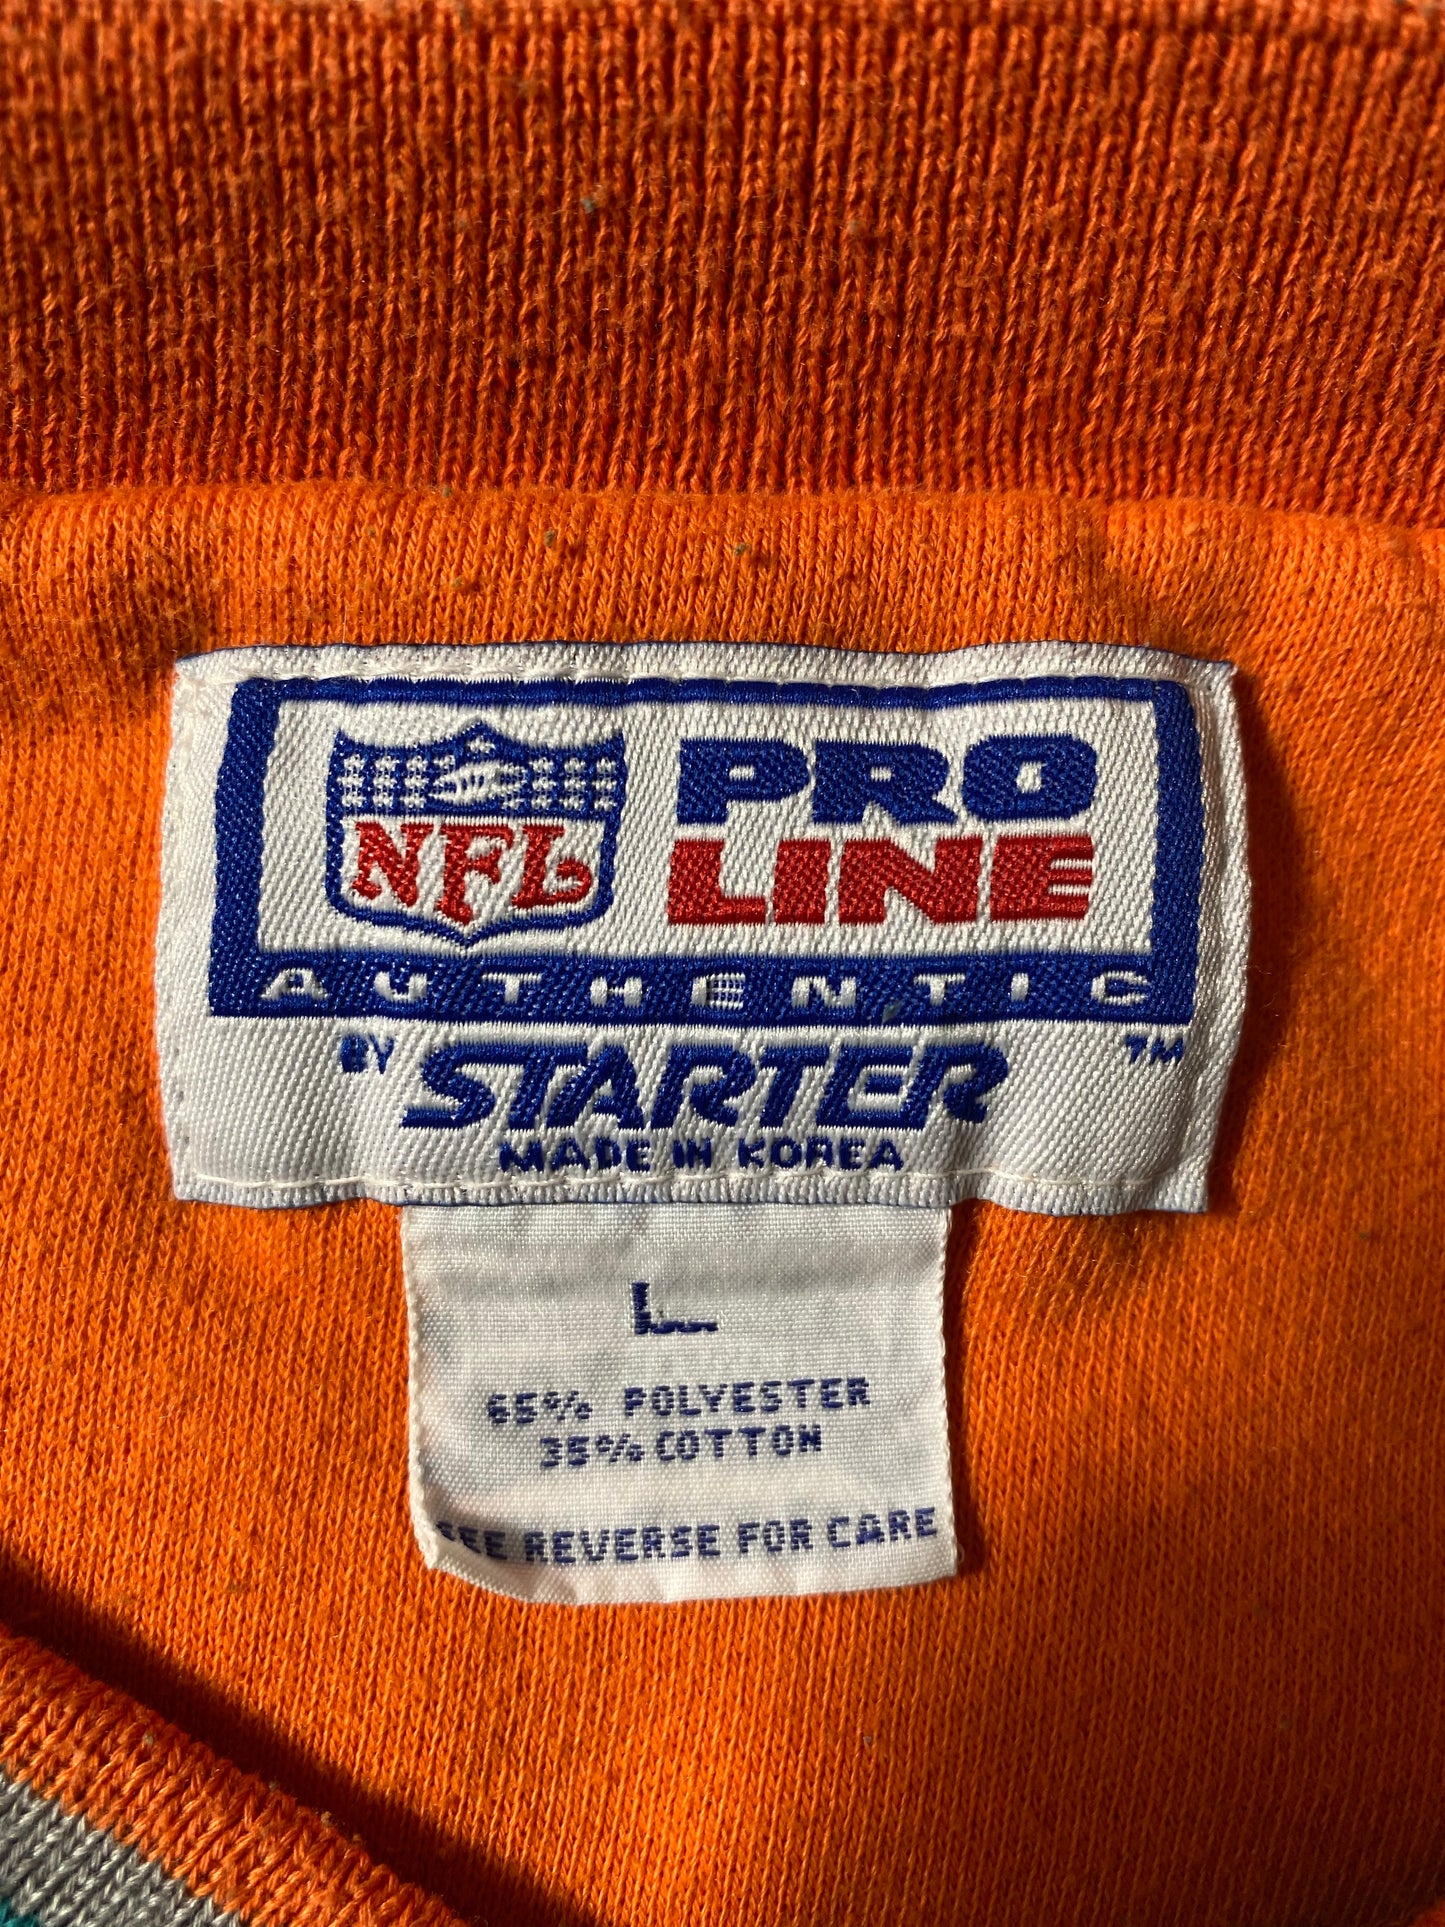 NFL
PRO
LINE
AUTHENTIC
BY STARTER TM
MADE IN KOREA
L
65% POLYESTER
35% COTTON
SEE REVERSE FOR CARE